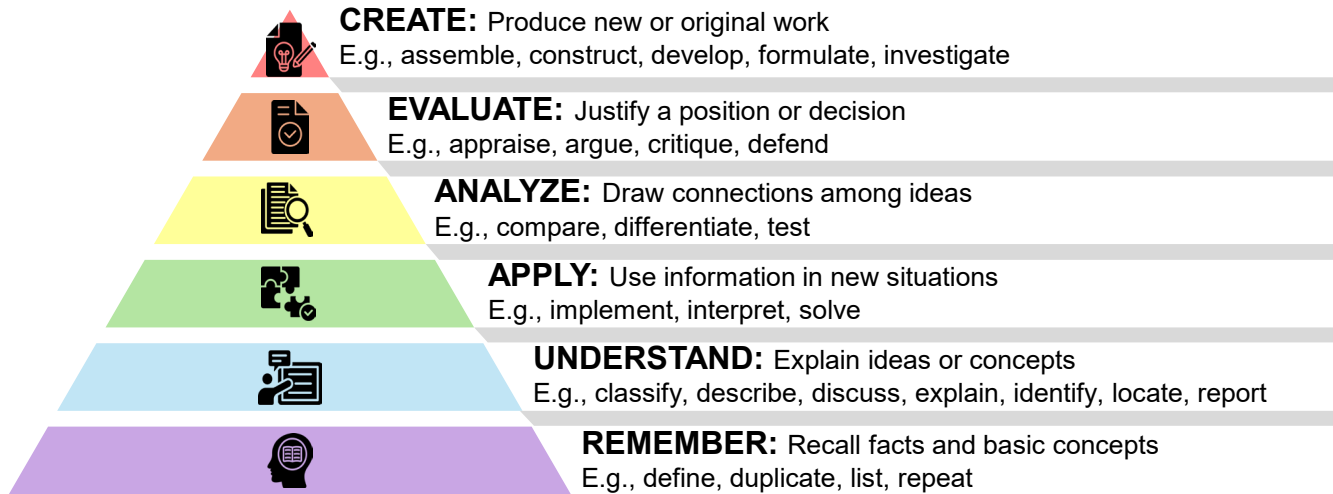 CREATE: Produce new or original work
E.g., assemble, construct, develop, formulate, investigate
EVALUATE: Justify a position or decision
E.g., appraise, argue, critique, defend
ANALYZE: Draw connections among ideas
E.g., compare, differentiate, test
APPLY: Use information in new situations
E.g., implement, interpret, solve
UNDERSTAND: Explain ideas or concepts
E.g., classify, describe, discuss, explain, identify, locate, report
REMEMBER: Recall facts and basic concepts
E.g., define, duplicate, list, repeat